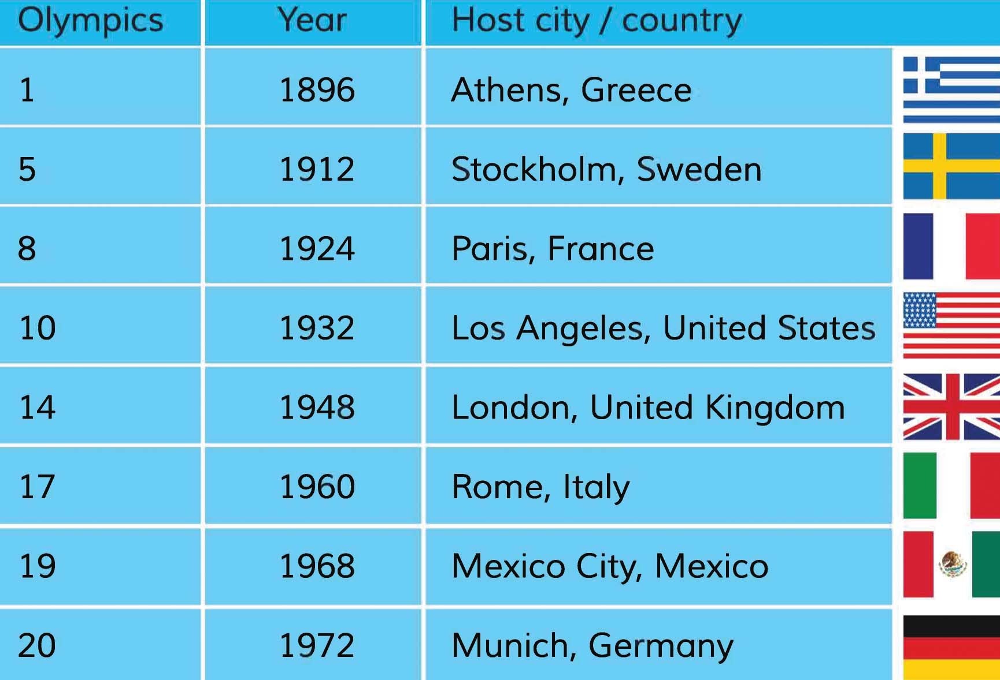 Olympics Year Host city / country
1 1896 Athens, Greece
5 1912 Stockholm, Sweden
8 1924 Paris, France
10 1932 Los Angeles, United States
14 1948 London, United Kingdom
17 1960 Rome, Italy
19 1968 Mexico City, Mexico
20 1972 Munich, Germany